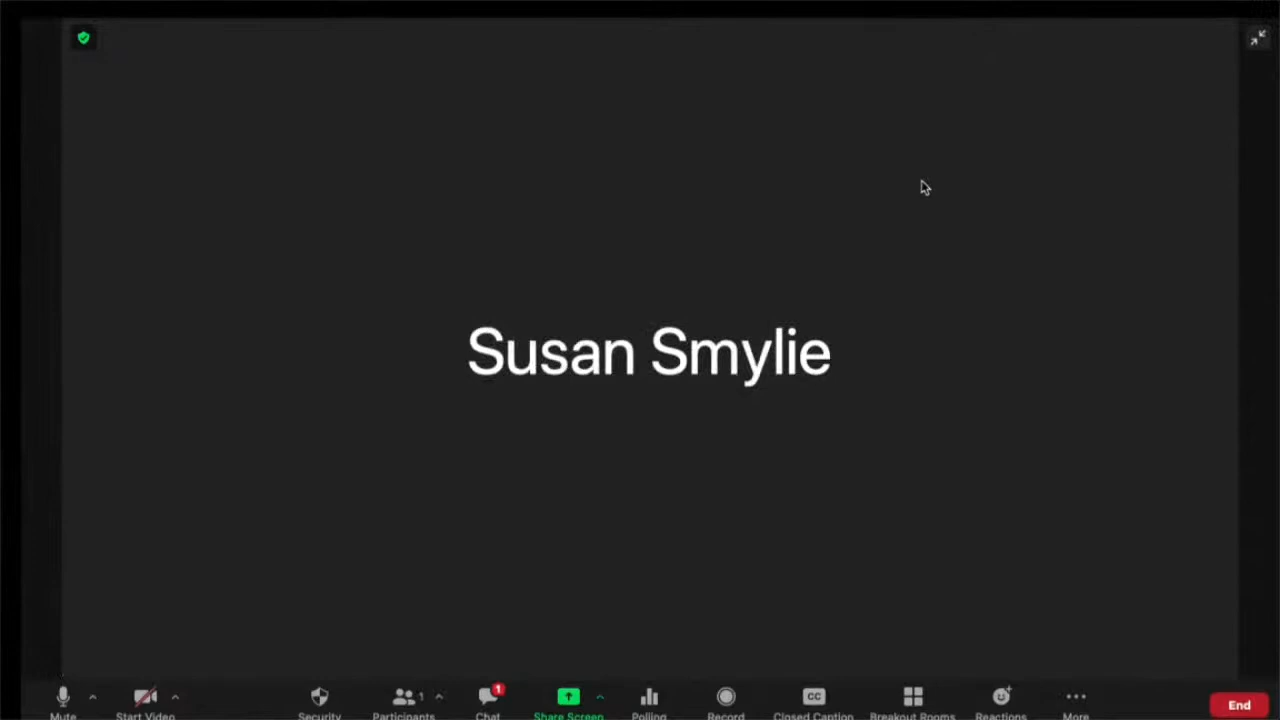 Susan Smylie
1
1
CC
Mute
Start Video
Security
Participants
Chat
Share Screen
Polling
Record
Closed Caption
Breakout Rooms
Reactions
More
End